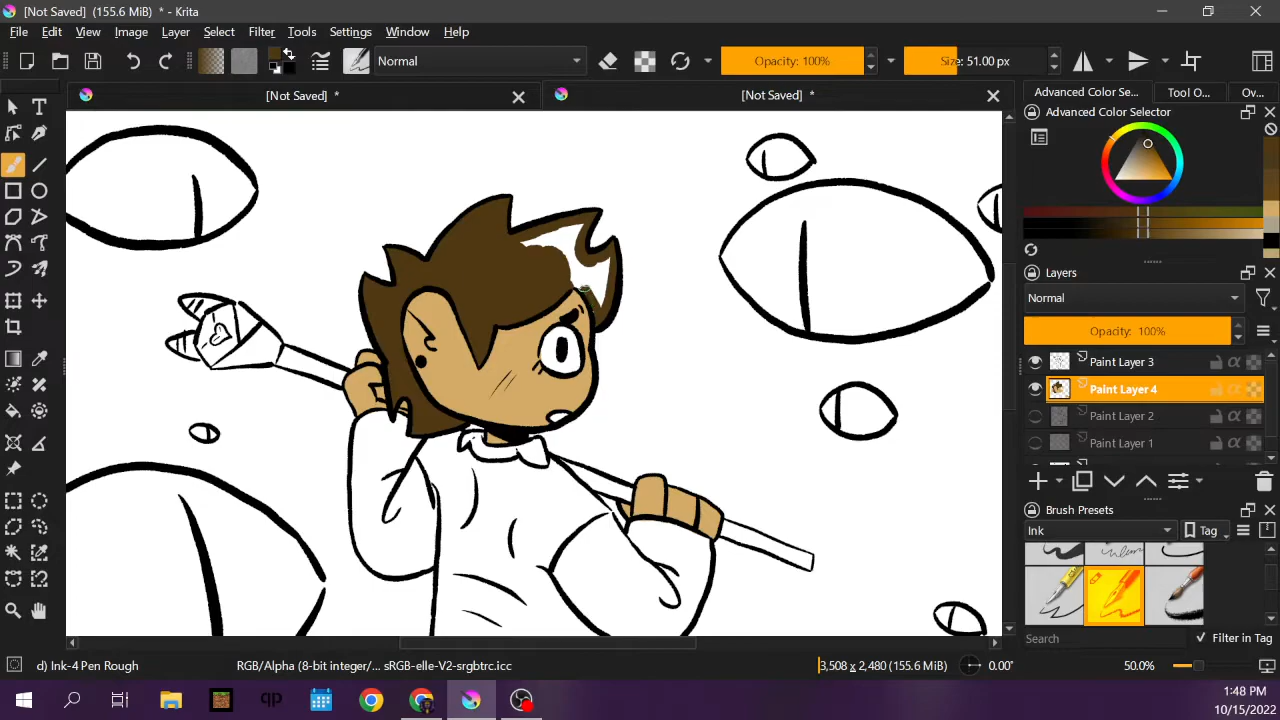 [Not Saved] (155.6 MiB) * - Krita
File Edit View Image Layer Select Filter Tools Settings Window Help
Normal
Opacity: 100%
Size: 51.00 px
[Not Saved] *
[Not Saved] *
Advanced Color Se...
Tool O...
Ov...
Advanced Color Selector
Layers
Normal
Opacity: 100%
Paint Layer 3
Paint Layer 4
Paint Layer 2
Paint Layer 1
Brush Presets
Ink
Tag
Search
Filter in Tag
d) Ink-4 Pen Rough
RGB/Alpha (8-bit integer/... sRGB-elle-V2-srgbtrc.icc
3,508 x 2,480 (155.6 MiB)
0.00°
50.0%
qp
1:48 PM
10/15/2022